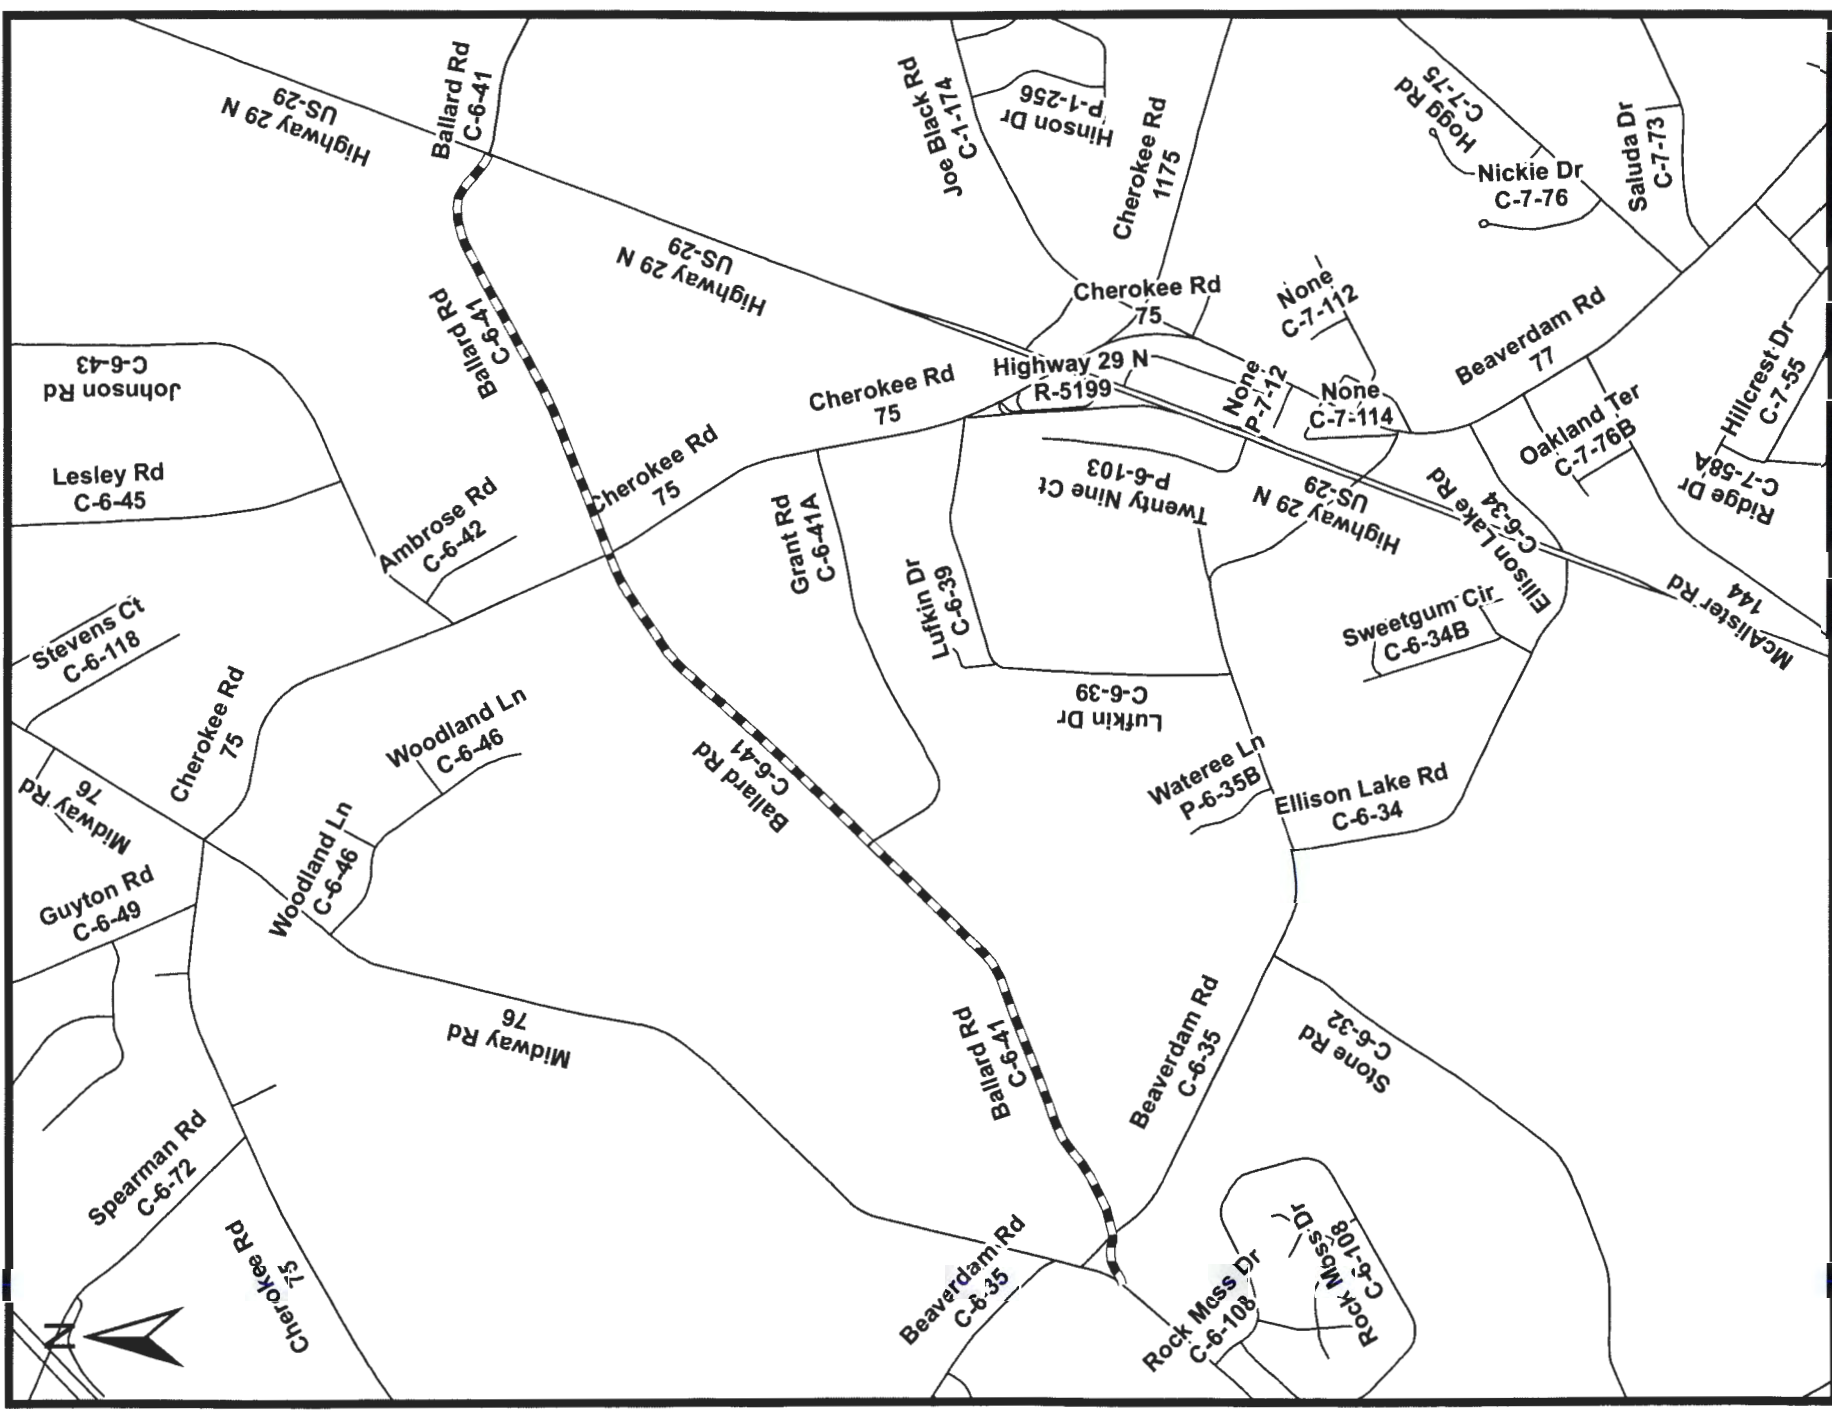 Ballard Rd
C-6-41
Highway 29 N
US-29
Joe Black Rd
C-1-174
Hinson Dr
P-1-256
Cherokee Rd
1175
Hogg Rd
C-7-75
Nickie Dr
C-7-76
Saluda Dr
C-7-73
Highway 29 N
US-29
Ballard Rd
C-6-41
Cherokee Rd
75
None
C-7-112
Beaverdam Rd
77
Hillcrest Dr
C-7-55
Johnson Rd
C-6-43
Highway 29 N
R-5199
Cherokee Rd
75
None
P-7-12
None
C-7-114
Oakland Ter
C-7-76B
Ridge Dr
C-7-58A
Lesley Rd
C-6-45
Ambrose Rd
C-6-42
Cherokee Rd
75
Grant Rd
C-6-41A
Twenty Nine Ct
P-6-103
Highway 29 N
US-29
Ellison Lake Rd
C-6-34
Lufkin Dr
C-6-39
Stevens Ct
C-6-118
Sweetgum Cir
C-6-34B
McAlister Rd
144
Cherokee Rd
75
Woodland Ln
C-6-46
Lufkin Dr
C-6-39
Ballard Rd
C-6-41
Wateree Ln
P-6-35B
Ellison Lake Rd
C-6-34
Midway Rd
76
Guyton Rd
C-6-49
Woodland Ln
C-6-46
Midway Rd
76
Ballard Rd
C-6-41
Beaverdam Rd
C-6-35
Stone Rd
C-6-32
Spearman Rd
C-6-72
Cherokee Rd
75
Beaverdam Rd
C-6-35
Rock Moss Dr
C-6-108
Rock Moss Dr
C-6-108
N